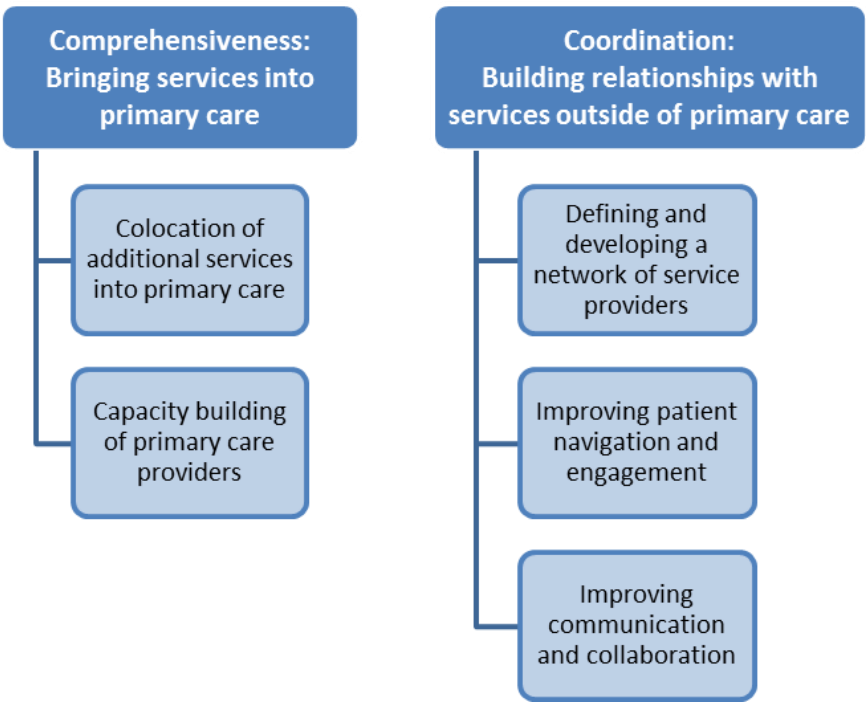 Comprehensiveness:
Bringing services into
primary care
Colocation of
additional services
into primary care
Capacity building
of primary care
providers
Coordination:
Building relationships with
services outside of primary care
Defining and
developing a
network of service
providers
Improving patient
navigation and
engagement
Improving
communication
and collaboration